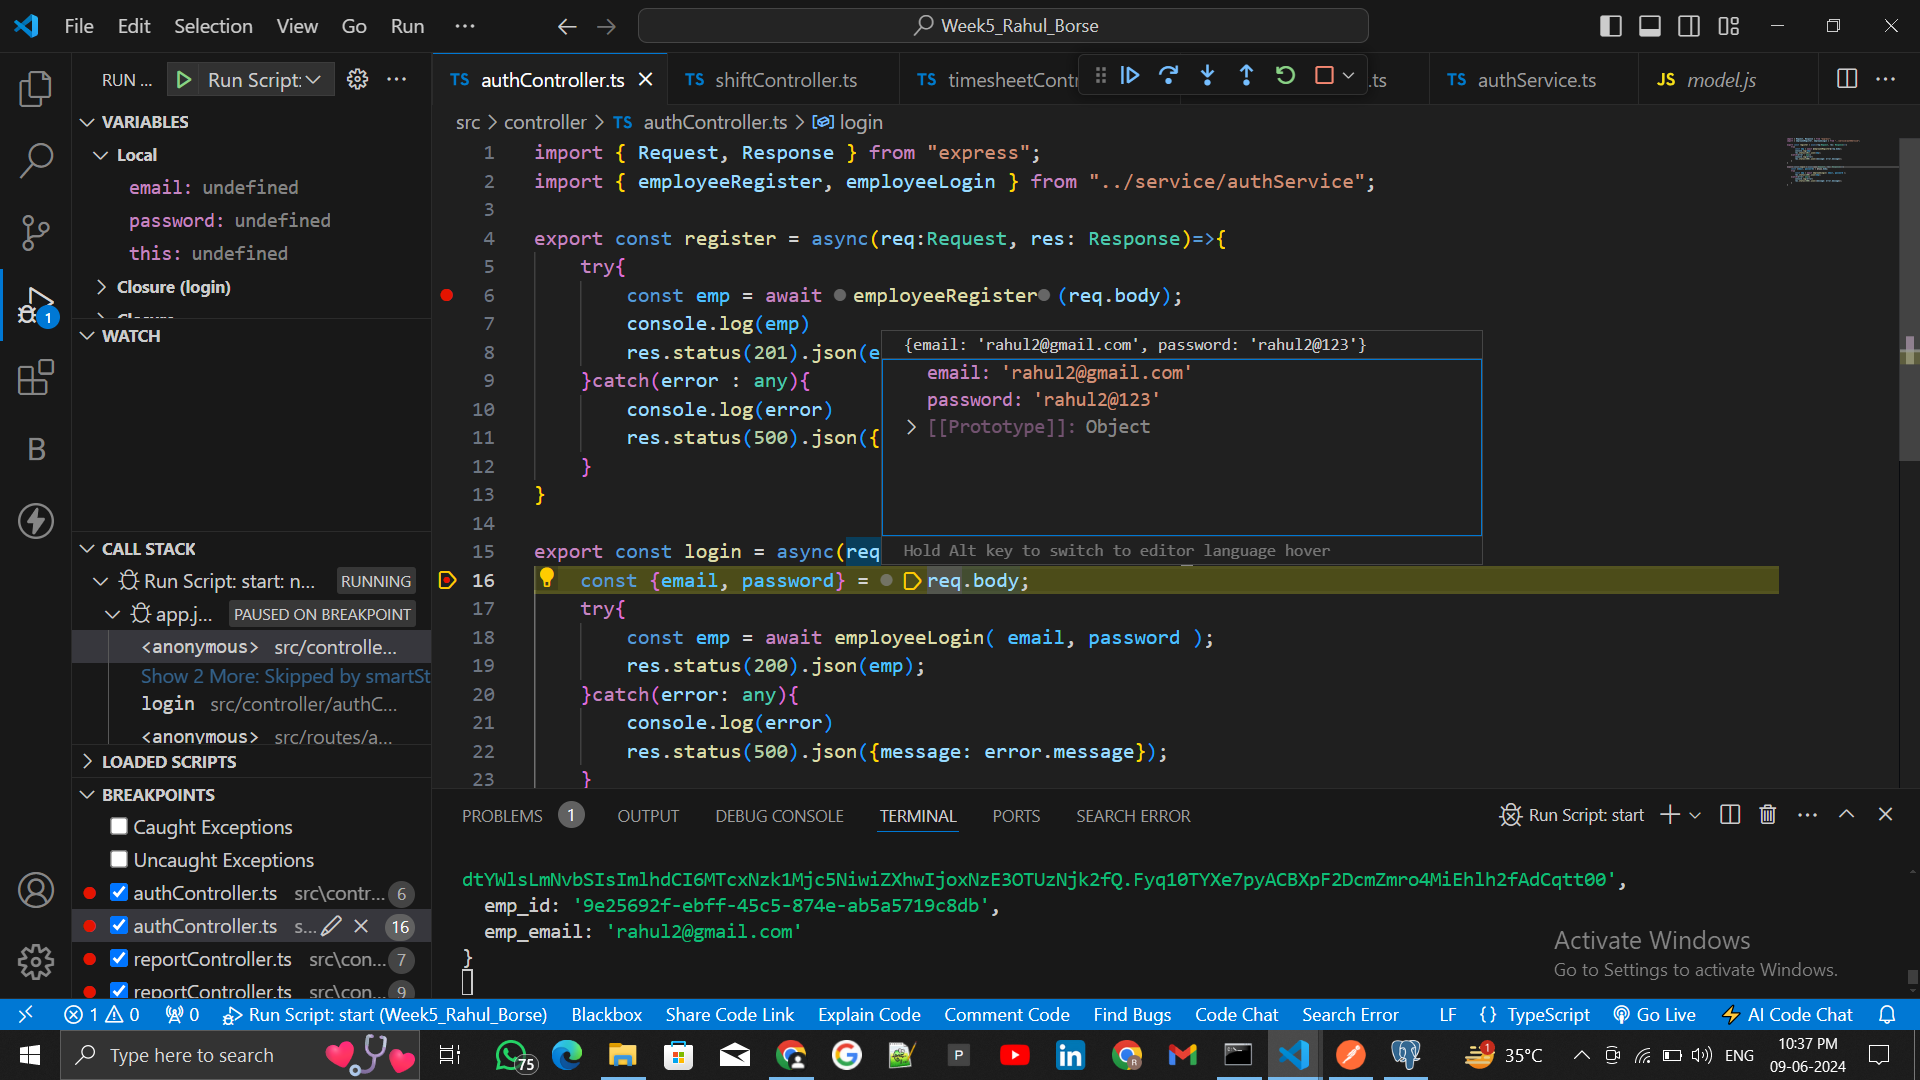 File Edit Selection View Go Run ···
Week5_Rahul_Borse
RUN ...
Run Script:
TS authController.ts
TS shiftController.ts
TS timesheetContr
.ts
TS authService.ts
JS model.js
src > controller > TS authController.ts > login
VARIABLES
Local
email: undefined
password: undefined
this: undefined
Closure (login)
WATCH
CALL STACK
Run Script: start: n... RUNNING
app.j... PAUSED ON BREAKPOINT
<anonymous> src/controlle...
Show 2 More: Skipped by smartSt
login src/controller/authC...
<anonymous> src/routes/a...
LOADED SCRIPTS
BREAKPOINTS
Caught Exceptions
Uncaught Exceptions
authController.ts src\contr... 6
authController.ts s... 16
reportController.ts src\con... 7
reportController.ts src\con... 9
1 import { Request, Response } from "express";
2 import { employeeRegister, employeeLogin } from "../service/authService";
3
4 export const register = async(req:Request, res: Response)=>{
5 try{
6 const emp = await employeeRegister (req.body);
7 console.log(emp)
8 res.status(201).json(e
9 }catch(error : any){
10 console.log(error)
11 res.status(500).json({
12 }
13 }
14
15 export const login = async(req
16 const {email, password} = req.body;
17 try{
18 const emp = await employeeLogin( email, password );
19 res.status(200).json(emp);
20 }catch(error: any){
21 console.log(error)
22 res.status(500).json({message: error.message});
23 }
{email: 'rahul2@gmail.com', password: 'rahul2@123'}
email: 'rahul2@gmail.com'
password: 'rahul2@123'
[[Prototype]]: Object
Hold Alt key to switch to editor language hover
PROBLEMS 1 OUTPUT DEBUG CONSOLE TERMINAL PORTS SEARCH ERROR
Run Script: start
dtYWlsLmNvbSIsImlhdCI6MTcxNzk1Mjc5NiwiZXhwIjoxNzE3OTUzNjk2fQ.Fyq10TYXe7pyACBXpF2DcmZmro4MiEhlh2fAdCqtt00',
emp_id: '9e25692f-ebff-45c5-874e-ab5a5719c8db',
emp_email: 'rahul2@gmail.com'
}
Activate Windows
Go to Settings to activate Windows.
1 0 0 Run Script: start (Week5_Rahul_Borse) Blackbox Share Code Link Explain Code Comment Code Find Bugs Code Chat Search Error LF {} TypeScript Go Live AI Code Chat
Type here to search
75
P
1
35°C
ENG
10:37 PM
09-06-2024